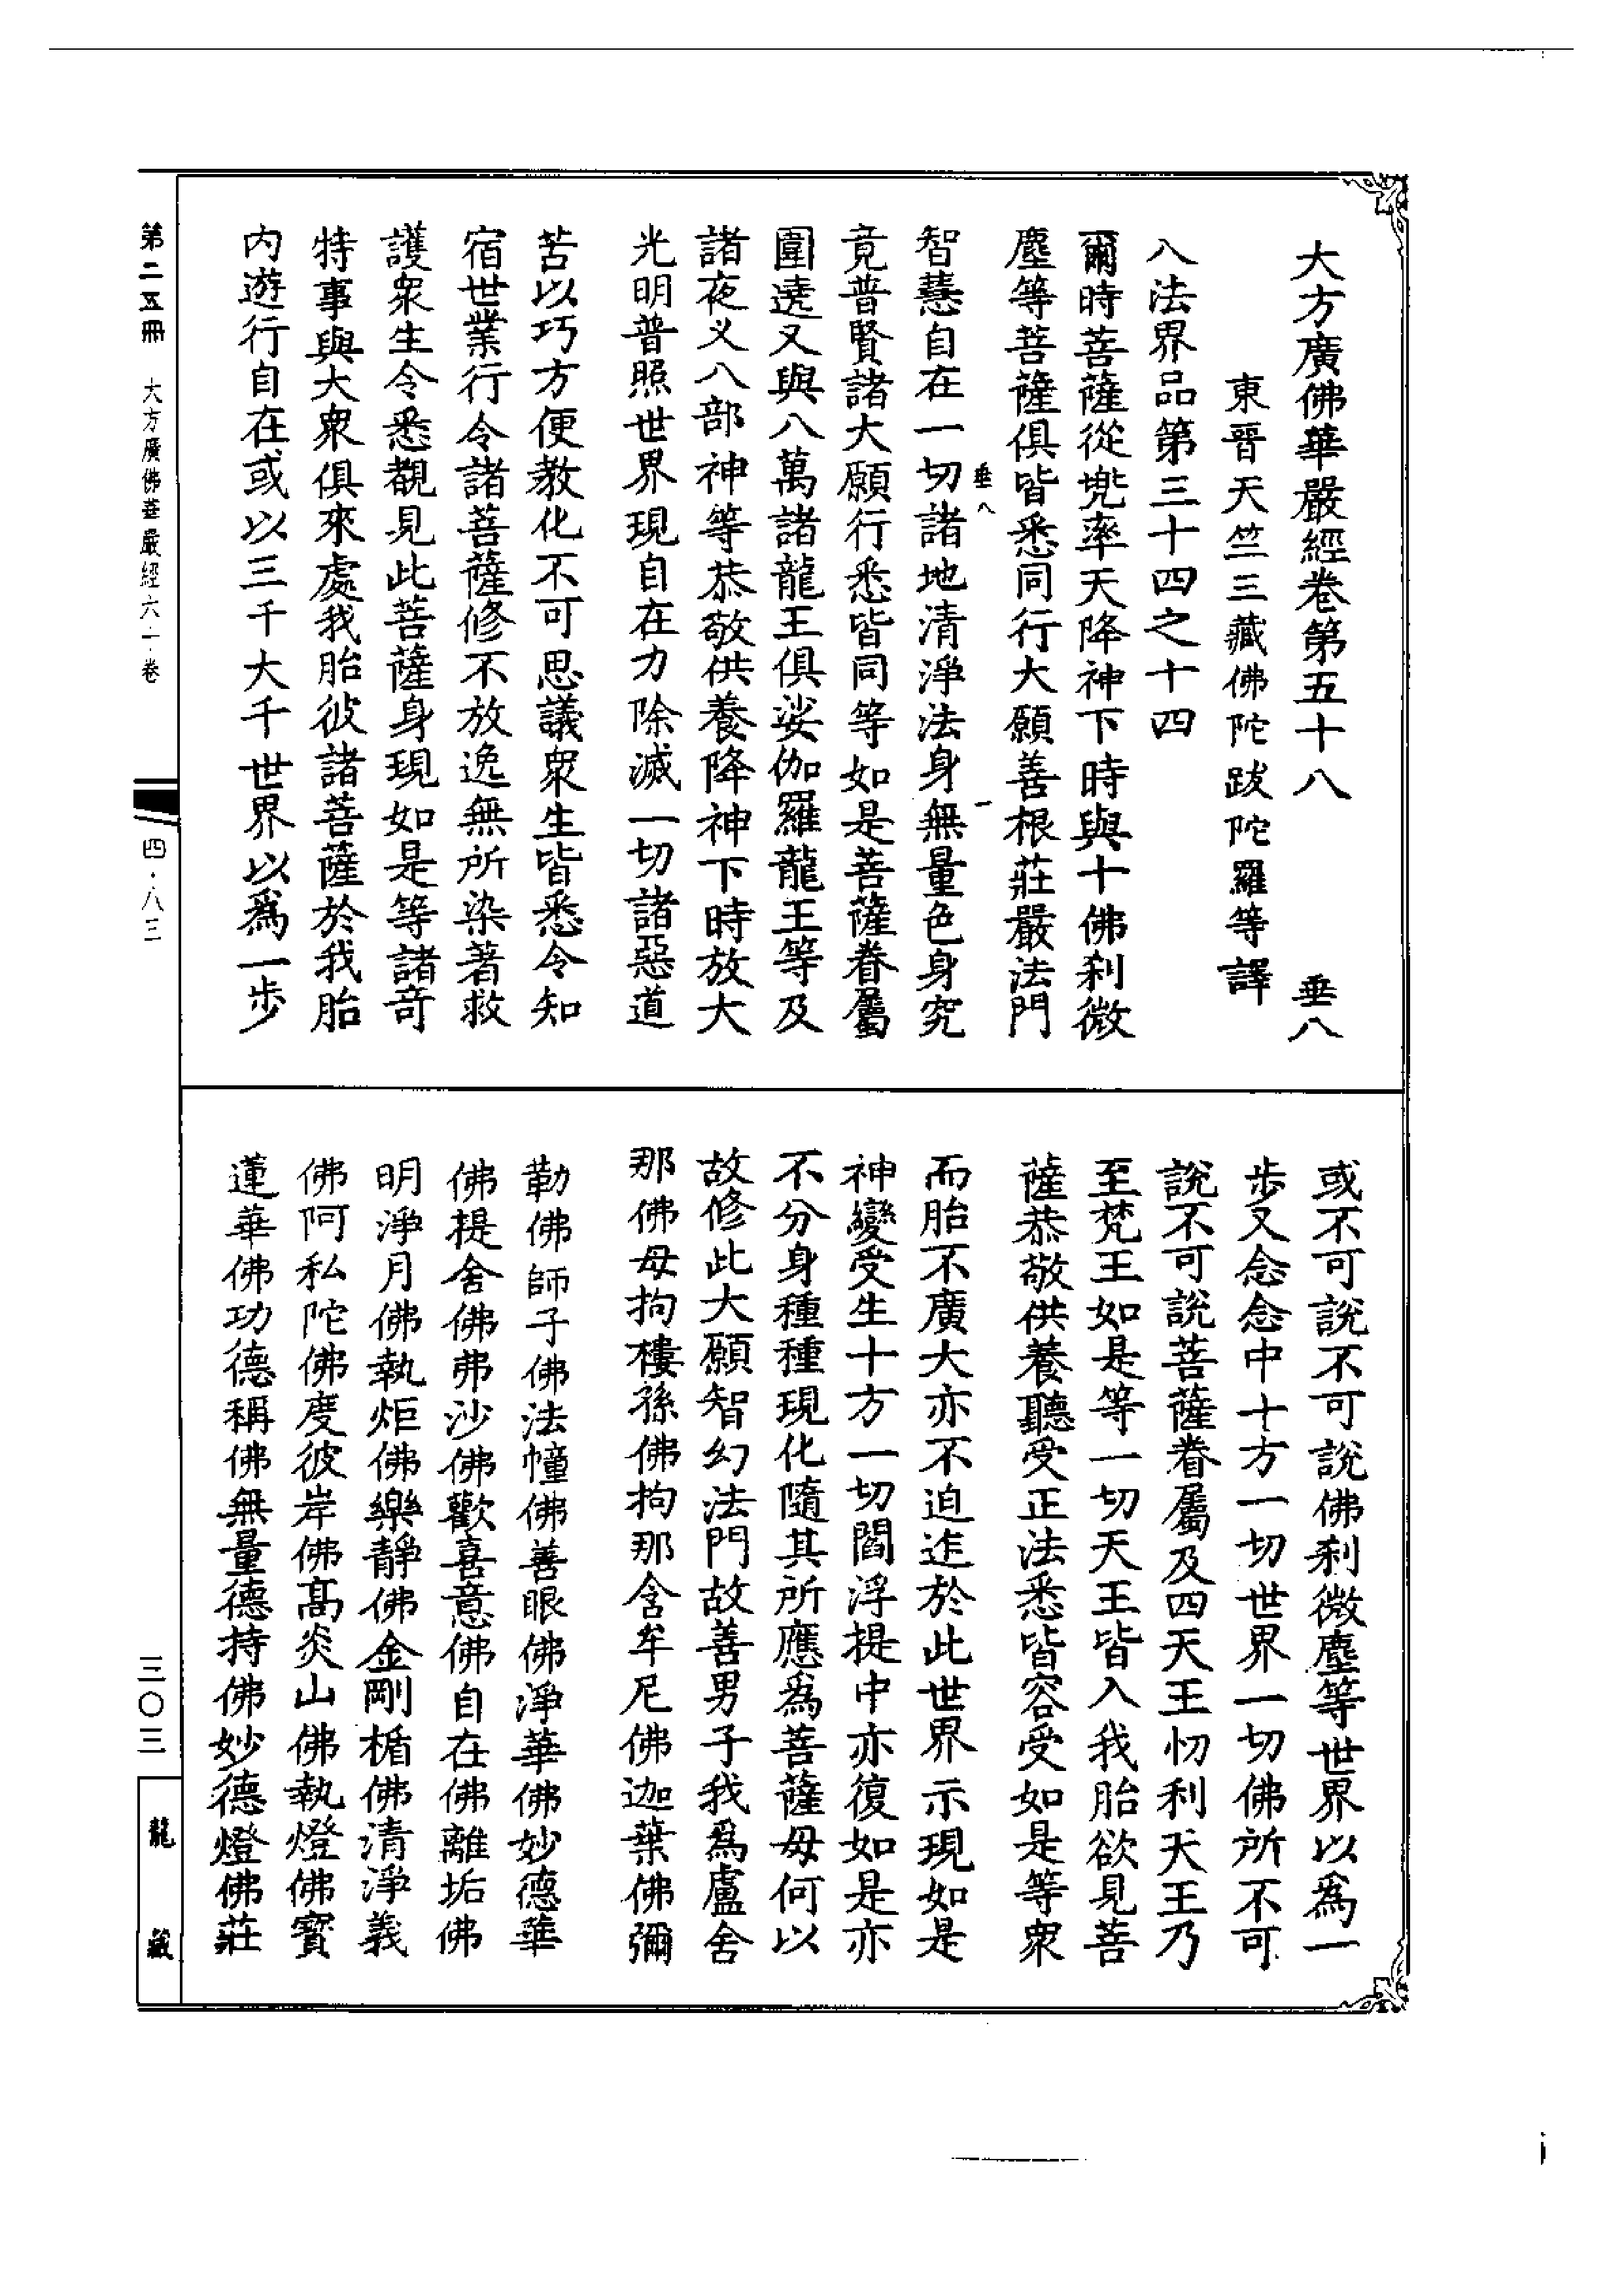 大方廣佛華嚴經卷第五十八 垂八
東晉天竺三藏佛陀跋陀羅等譯
入法界品第三十四之十四
爾時菩薩從兜率天降神下時與十佛刹微
塵等菩薩俱皆悉同行大願善根莊嚴法門
垂八 一
智慧自在一切諸地清淨法身無量色身究
竟普賢諸大願行悉皆同等如是菩薩眷屬
圍遶又與八萬諸龍王俱娑伽羅龍王等及
諸夜义八部神等恭敬供養降神下時放大
光明普照世界現自在力除滅一切諸惡道
苦以巧方便教化不可思議衆生皆悉令知
宿世業行令諸菩薩修不放逸無所染著救
護衆生令悉覩見此菩薩身現如是等諸奇
特事與大衆俱來處我胎彼諸菩薩於我胎
内遊行自在或以三千大千世界以爲一步
或不可說不可說佛刹微塵等世界以爲一
步又念念中十方一切世界一切佛所不可
說不可說菩薩眷屬及四天王忉利天王乃
至梵王如是等一切天王皆入我胎欲見菩
薩恭敬供養聽受正法悉皆容受如是等衆
而胎不廣大亦不迫迮於此世界示現如是
神變受生十方一切閻浮提中亦復如是亦
不分身種種現化隨其所應爲菩薩母何以
故修此大願智幻法門故善男子我爲盧舍
那佛母拘樓孫佛拘那含牟尼佛迦葉佛彌
勒佛師子佛法幢佛善眼佛淨華佛妙德華
佛提舍佛弗沙佛歡喜意佛自在佛離垢佛
明淨月佛執炬佛樂靜佛金剛楯佛清淨義
佛阿私陀佛度彼岸佛高炎山佛執燈佛寶
蓮華佛功德稱佛無量德持佛妙德燈佛莊
第二五冊 大方廣佛華嚴經六十卷 四·八三
三〇三
龍藏